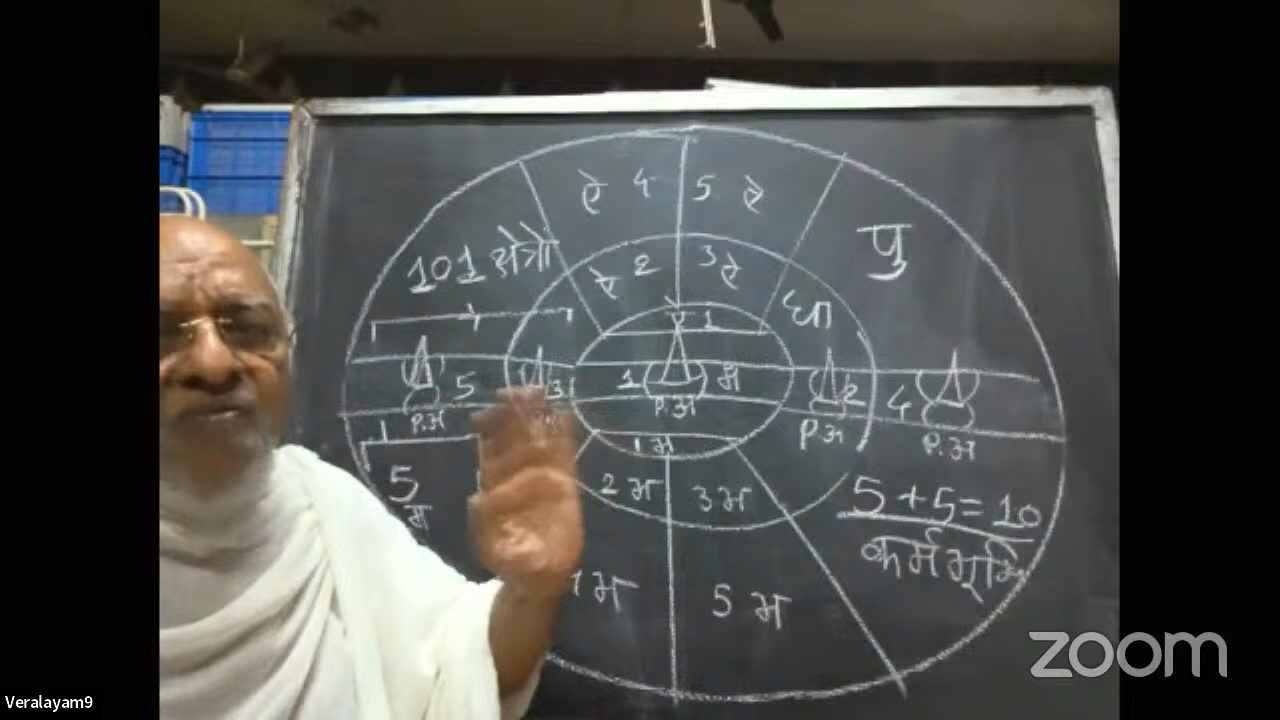 ऐ 4 5 ऐ
पु
101 क्षेत्रो
ऐ 2 3 ऐ
ऐ 1
धा
5 3 1 म 2 4
P.अ P.अ P.अ P.अ
1 भ
5
म
2 भ 3 भ
5+5=10
कर्मभूमि
भ 5 भ
zoom
Veralayam9